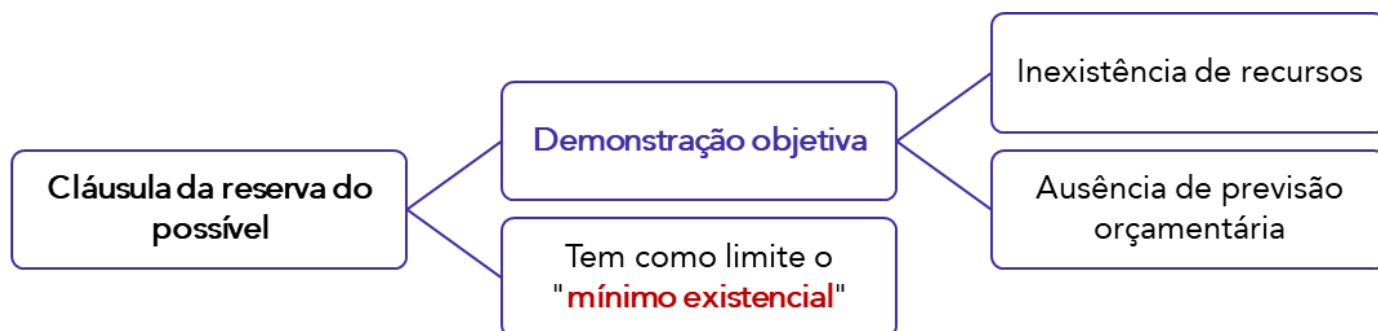 Cláusula da reserva do
possível
Demonstração objetiva
Tem como limite o
"mínimo existencial"
Inexistência de recursos
Ausência de previsão
orçamentária